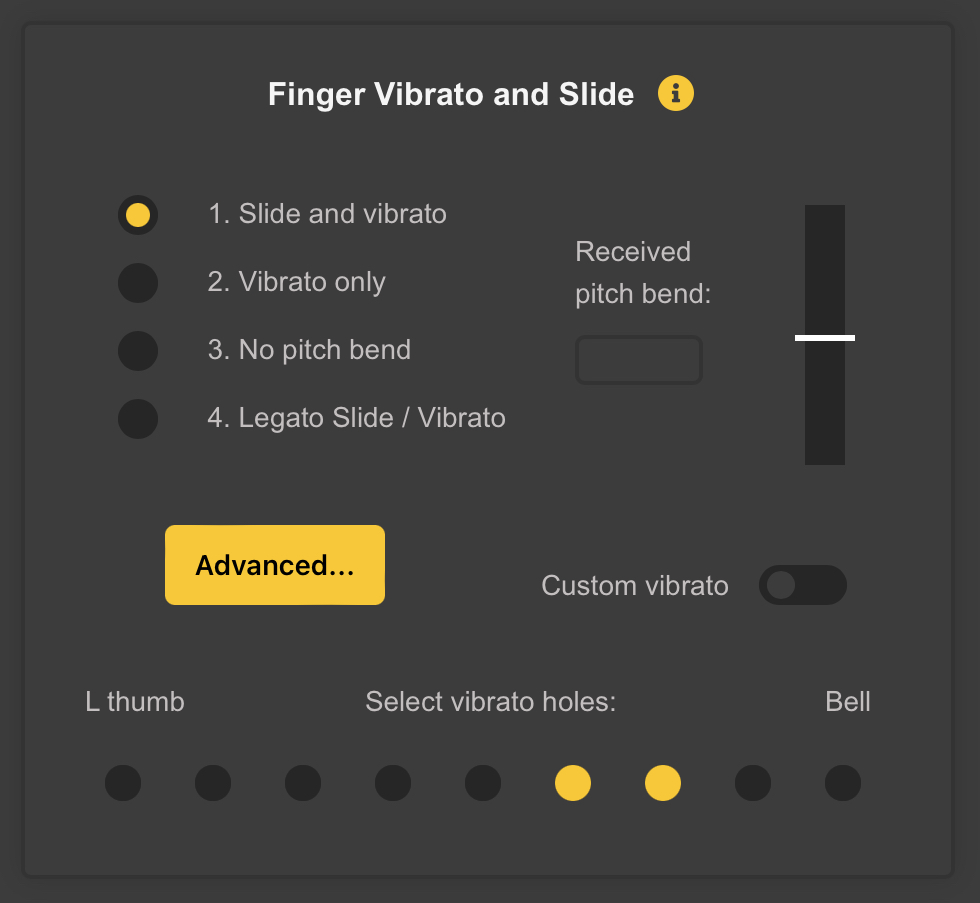 Finger Vibrato and Slide
1. Slide and vibrato
2. Vibrato only
3. No pitch bend
4. Legato Slide / Vibrato
Received
pitch bend:
Advanced...
Custom vibrato
L thumb
Select vibrato holes:
Bell